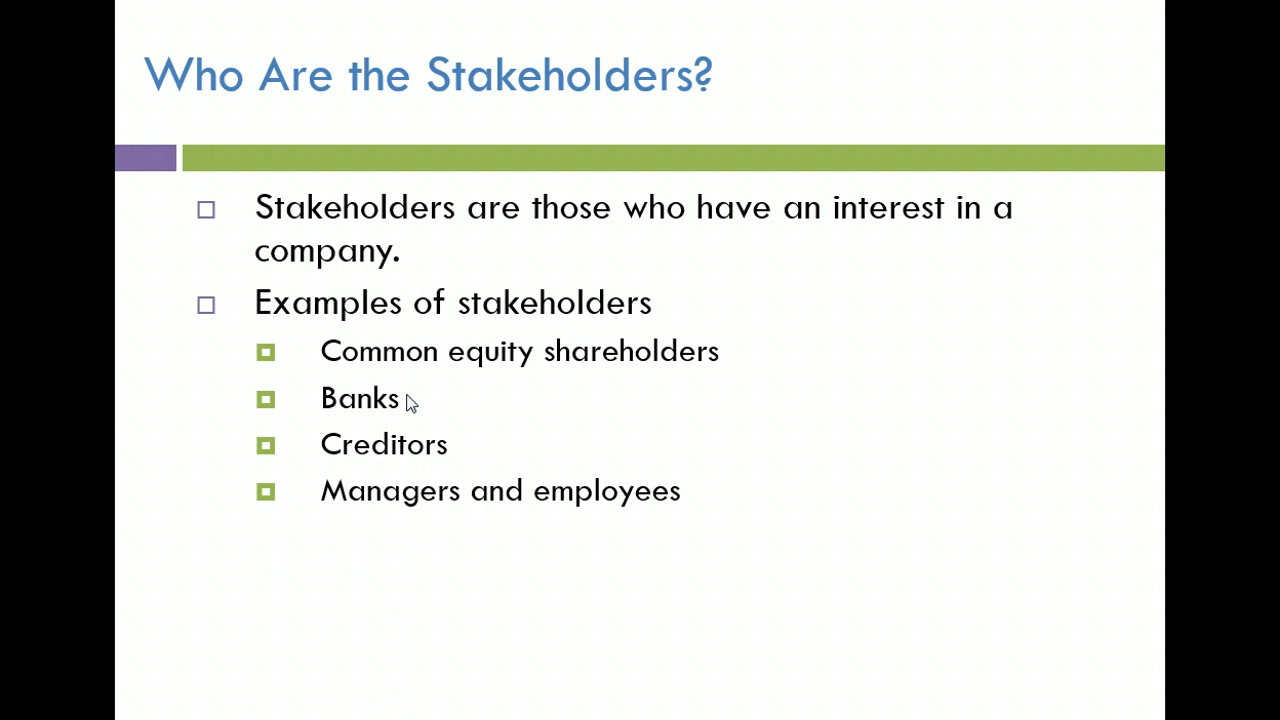 Who Are the Stakeholders?
Stakeholders are those who have an interest in a
company.
Examples of stakeholders
Common equity shareholders
Banks
Creditors
Managers and employees